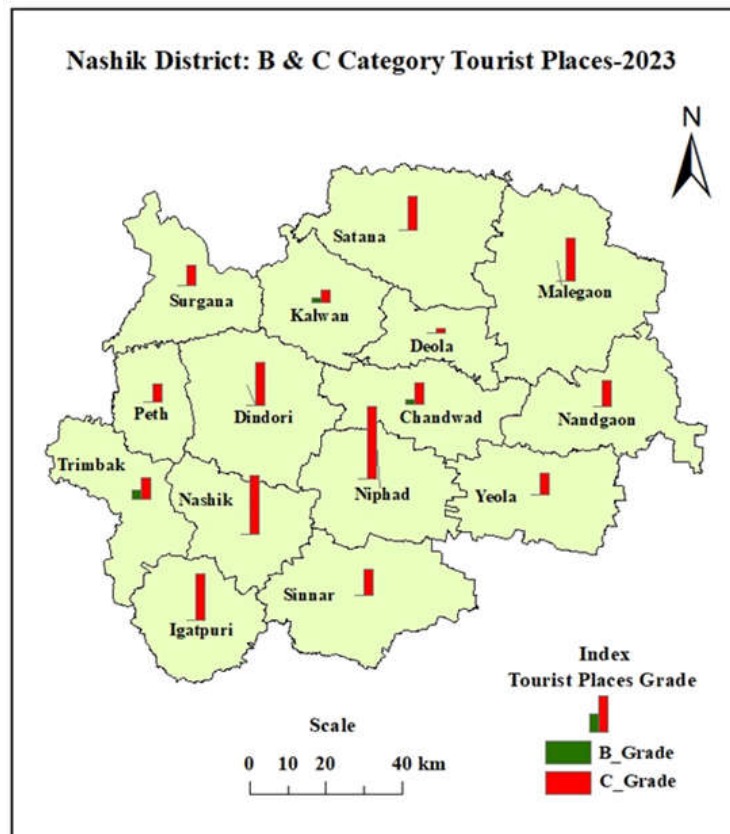 Nashik District: B & C Category Tourist Places-2023
N
Satana
Malegaon
Surgana
Kalwan
Deola
Peth
Dindori
Chandwad
Nandgaon
Trimbak
Nashik
Niphad
Yeola
Sinnar
Igatpuri
Index
Tourist Places Grade
B_Grade
C_Grade
Scale
0 10 20 40 km